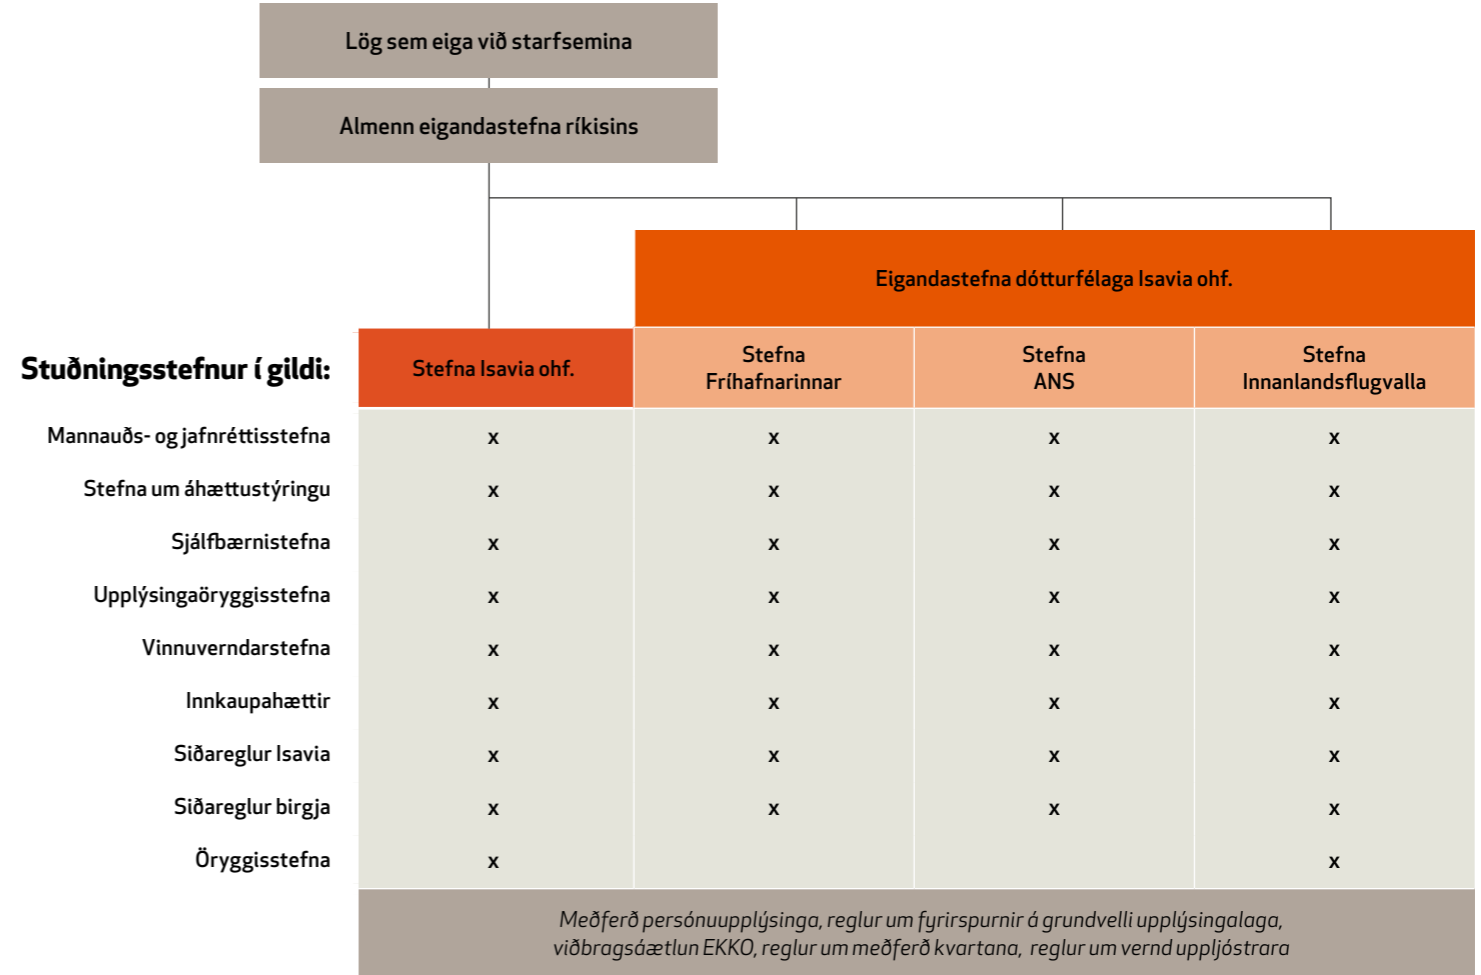 Lög sem eiga við starfsemina
Almenn eigandastefna ríkisins
Eigandastefna dótturfélaga Isavia ohf.
Stuðningsstefnur í gildi:
Stefna Isavia ohf.
Stefna
Fríhafnarinnar
Stefna
ANS
Stefna
Innanlandsflugvalla
Mannauðs- og jafnréttisstefna x x x x
Stefna um áhættustýringu x x x x
Sjálfbærnistefna x x x x
Upplýsingaöryggisstefna x x x x
Vinnuverndarstefna x x x x
Innkaupahættir x x x x
Siðareglur Isavia x x x x
Siðareglur birgja x x x x
Öryggisstefna x x
Meðferð persónuupplýsinga, reglur um fyrirspurnir á grundvelli upplýsingalaga,
viðbragsáætlun EKKO, reglur um meðferð kvartana, reglur um vernd uppljóstrara